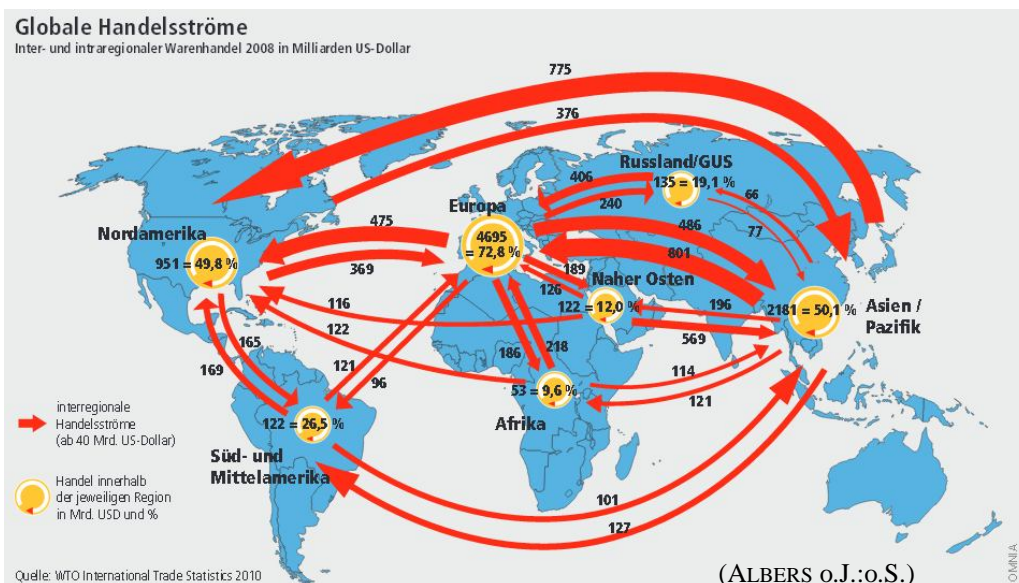 Globale Handelsströme
Inter- und intraregionaler Warenhandel 2008 in Milliarden US-Dollar
775
376
Russland/GUS
406
135 = 19,1 %
66
240
77
Europa
475
486
Nordamerika
4695
= 72,8 %
801
951 = 49,8 %
369
189
126
Naher Osten
122 = 12,0 %
196
2181 = 50,1 %
Asien /
Pazifik
116
122
569
165
169
121
96
186
218
114
121
53 = 9,6 %
Afrika
122 = 26,5 %
Süd- und
Mittelamerika
101
127
interregionale
Handelsströme
(ab 40 Mrd. US-Dollar)
Handel innerhalb
der jeweiligen Region
in Mrd. USD und %
Quelle: WTO International Trade Statistics 2010
(ALBERS o.J.:o.S.)
OMNIA